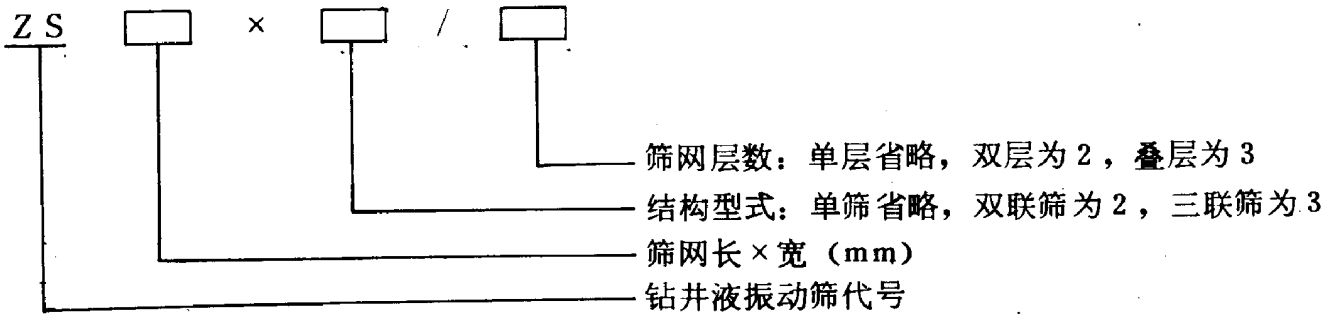 ZS □ × □ / □
筛网层数：单层省略，双层为2，叠层为3
结构型式：单筛省略，双联筛为2，三联筛为3
筛网长×宽（mm）
钻井液振动筛代号